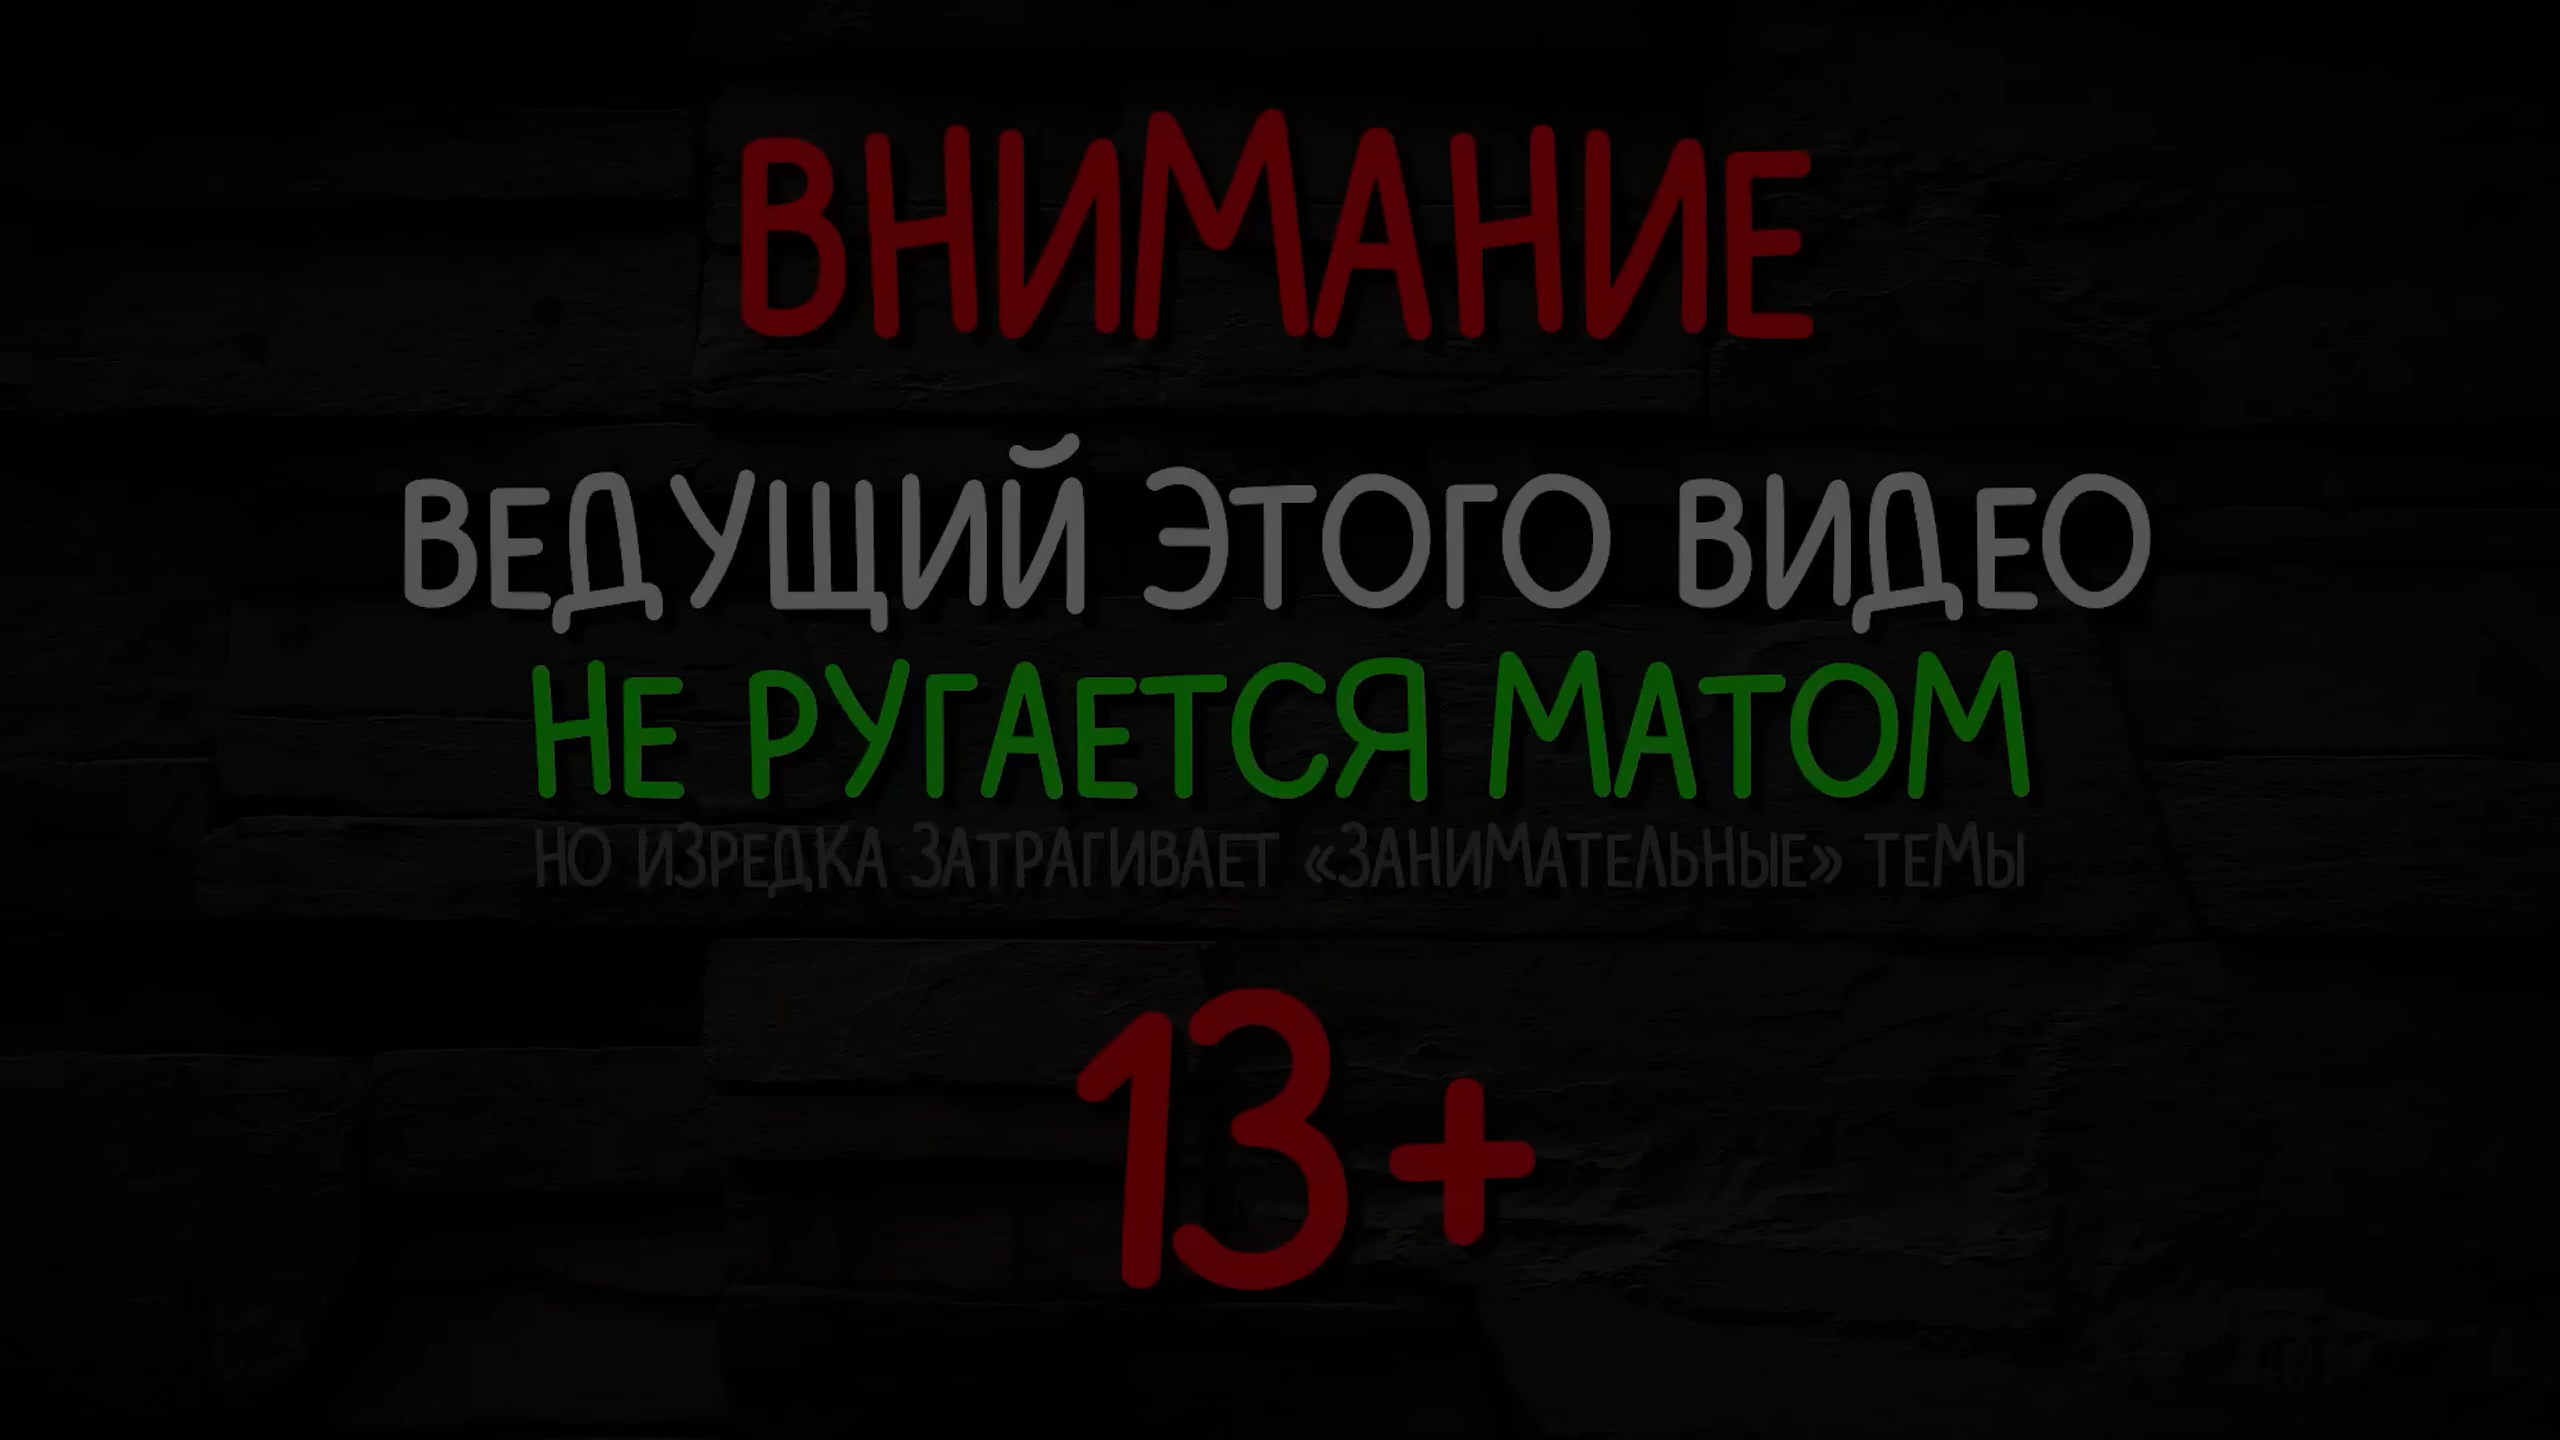 ВНИМАНИЕ
ВЕДУЩИЙ ЭТОГО ВИДЕО
НЕ РУГАЕТСЯ МАТОМ
НО ИЗРЕДКА ЗАТРАГИВАЕТ «ЗАНИМАТЕЛЬНЫЕ» ТЕМЫ
13+